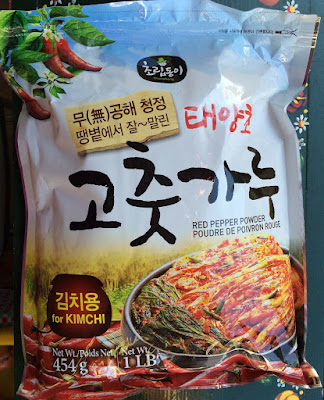 초립동이
무(無)공해 청정
땡볕에서 잘~말린
태양초
고춧가루
RED PEPPER POWDER
POUDRE DE POIVRON ROUGE
김치용
for KIMCHI
Net Wt./Poids Net Net Wt.
454 g 1 LB